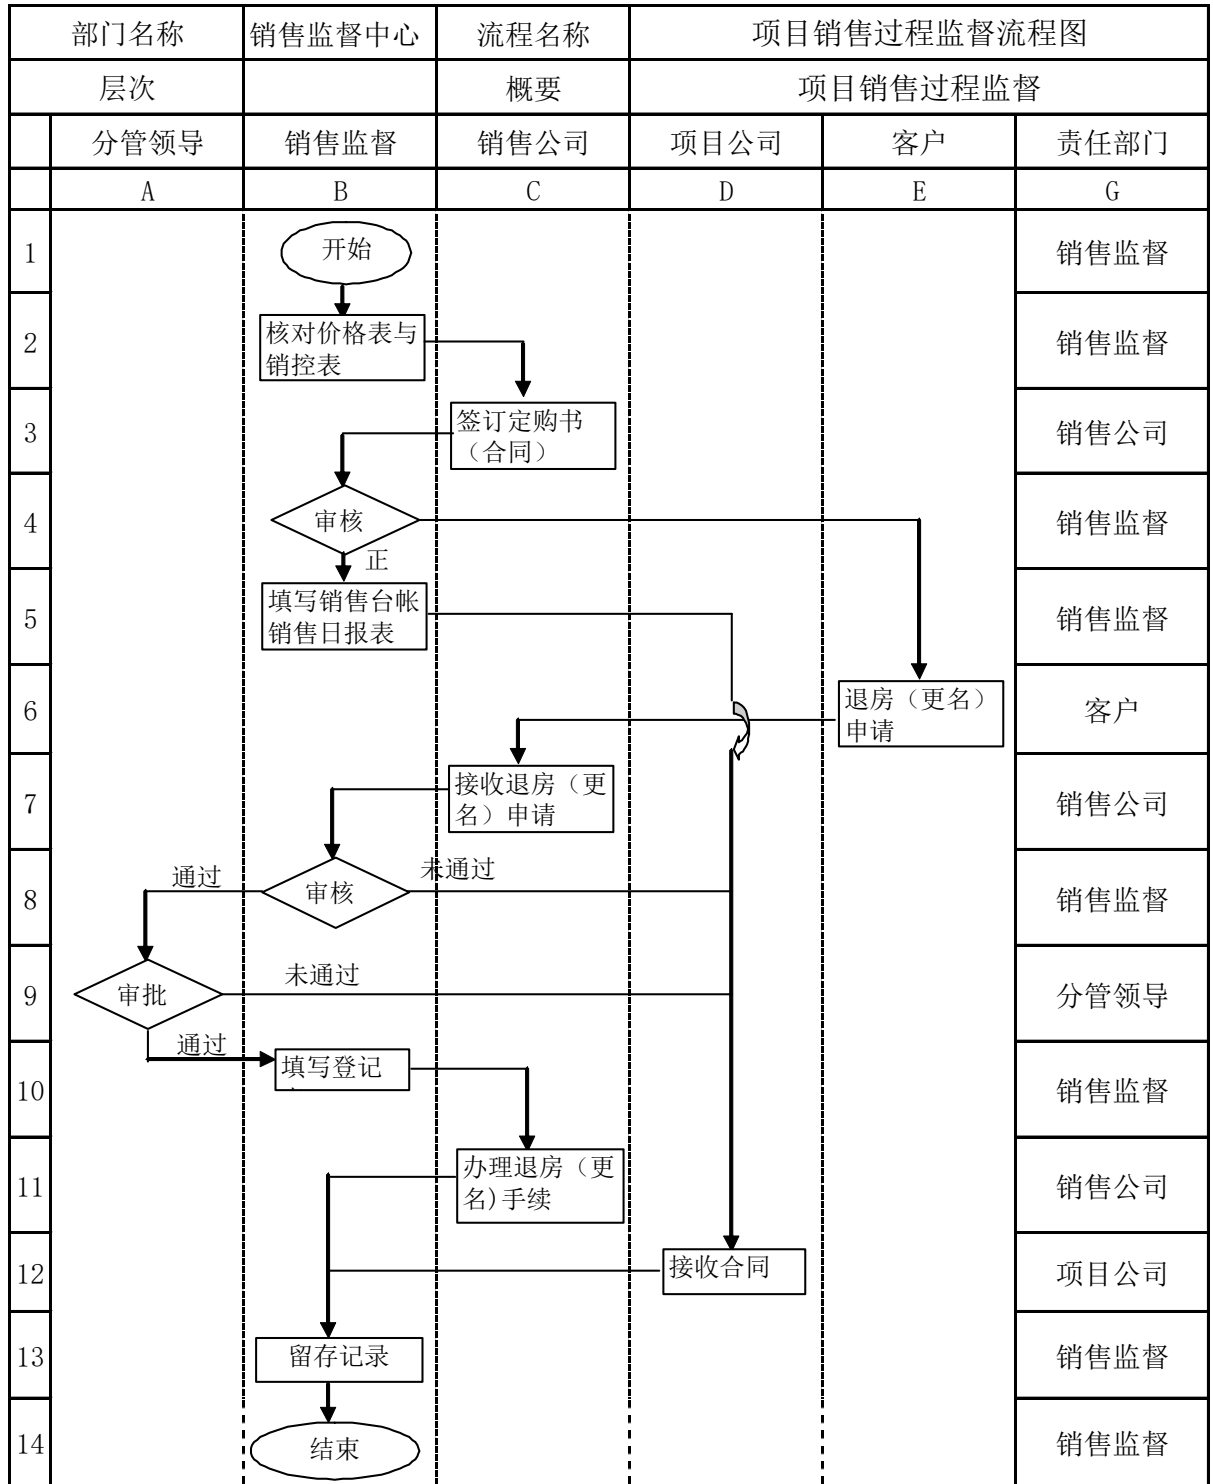 部门名称 销售监督中心 流程名称 项目销售过程监督流程图
层次 概要 项目销售过程监督
分管领导 销售监督 销售公司 项目公司 客户 责任部门
A B C D E G
1 开始 销售监督
2 核对价格表与 销售监督
销控表
3 签订定购书 销售公司
（合同）
4 审核 销售监督
正
5 填写销售台帐 销售监督
销售日报表
6 退房（更名） 客户
申请
7 接收退房（更 销售公司
名）申请
通过 未通过
8 审核 销售监督
未通过
9 审批 分管领导
通过
10 填写登记 销售监督
11 办理退房（更 销售公司
名)手续
12 接收合同 项目公司
13 留存记录 销售监督
14 结束 销售监督